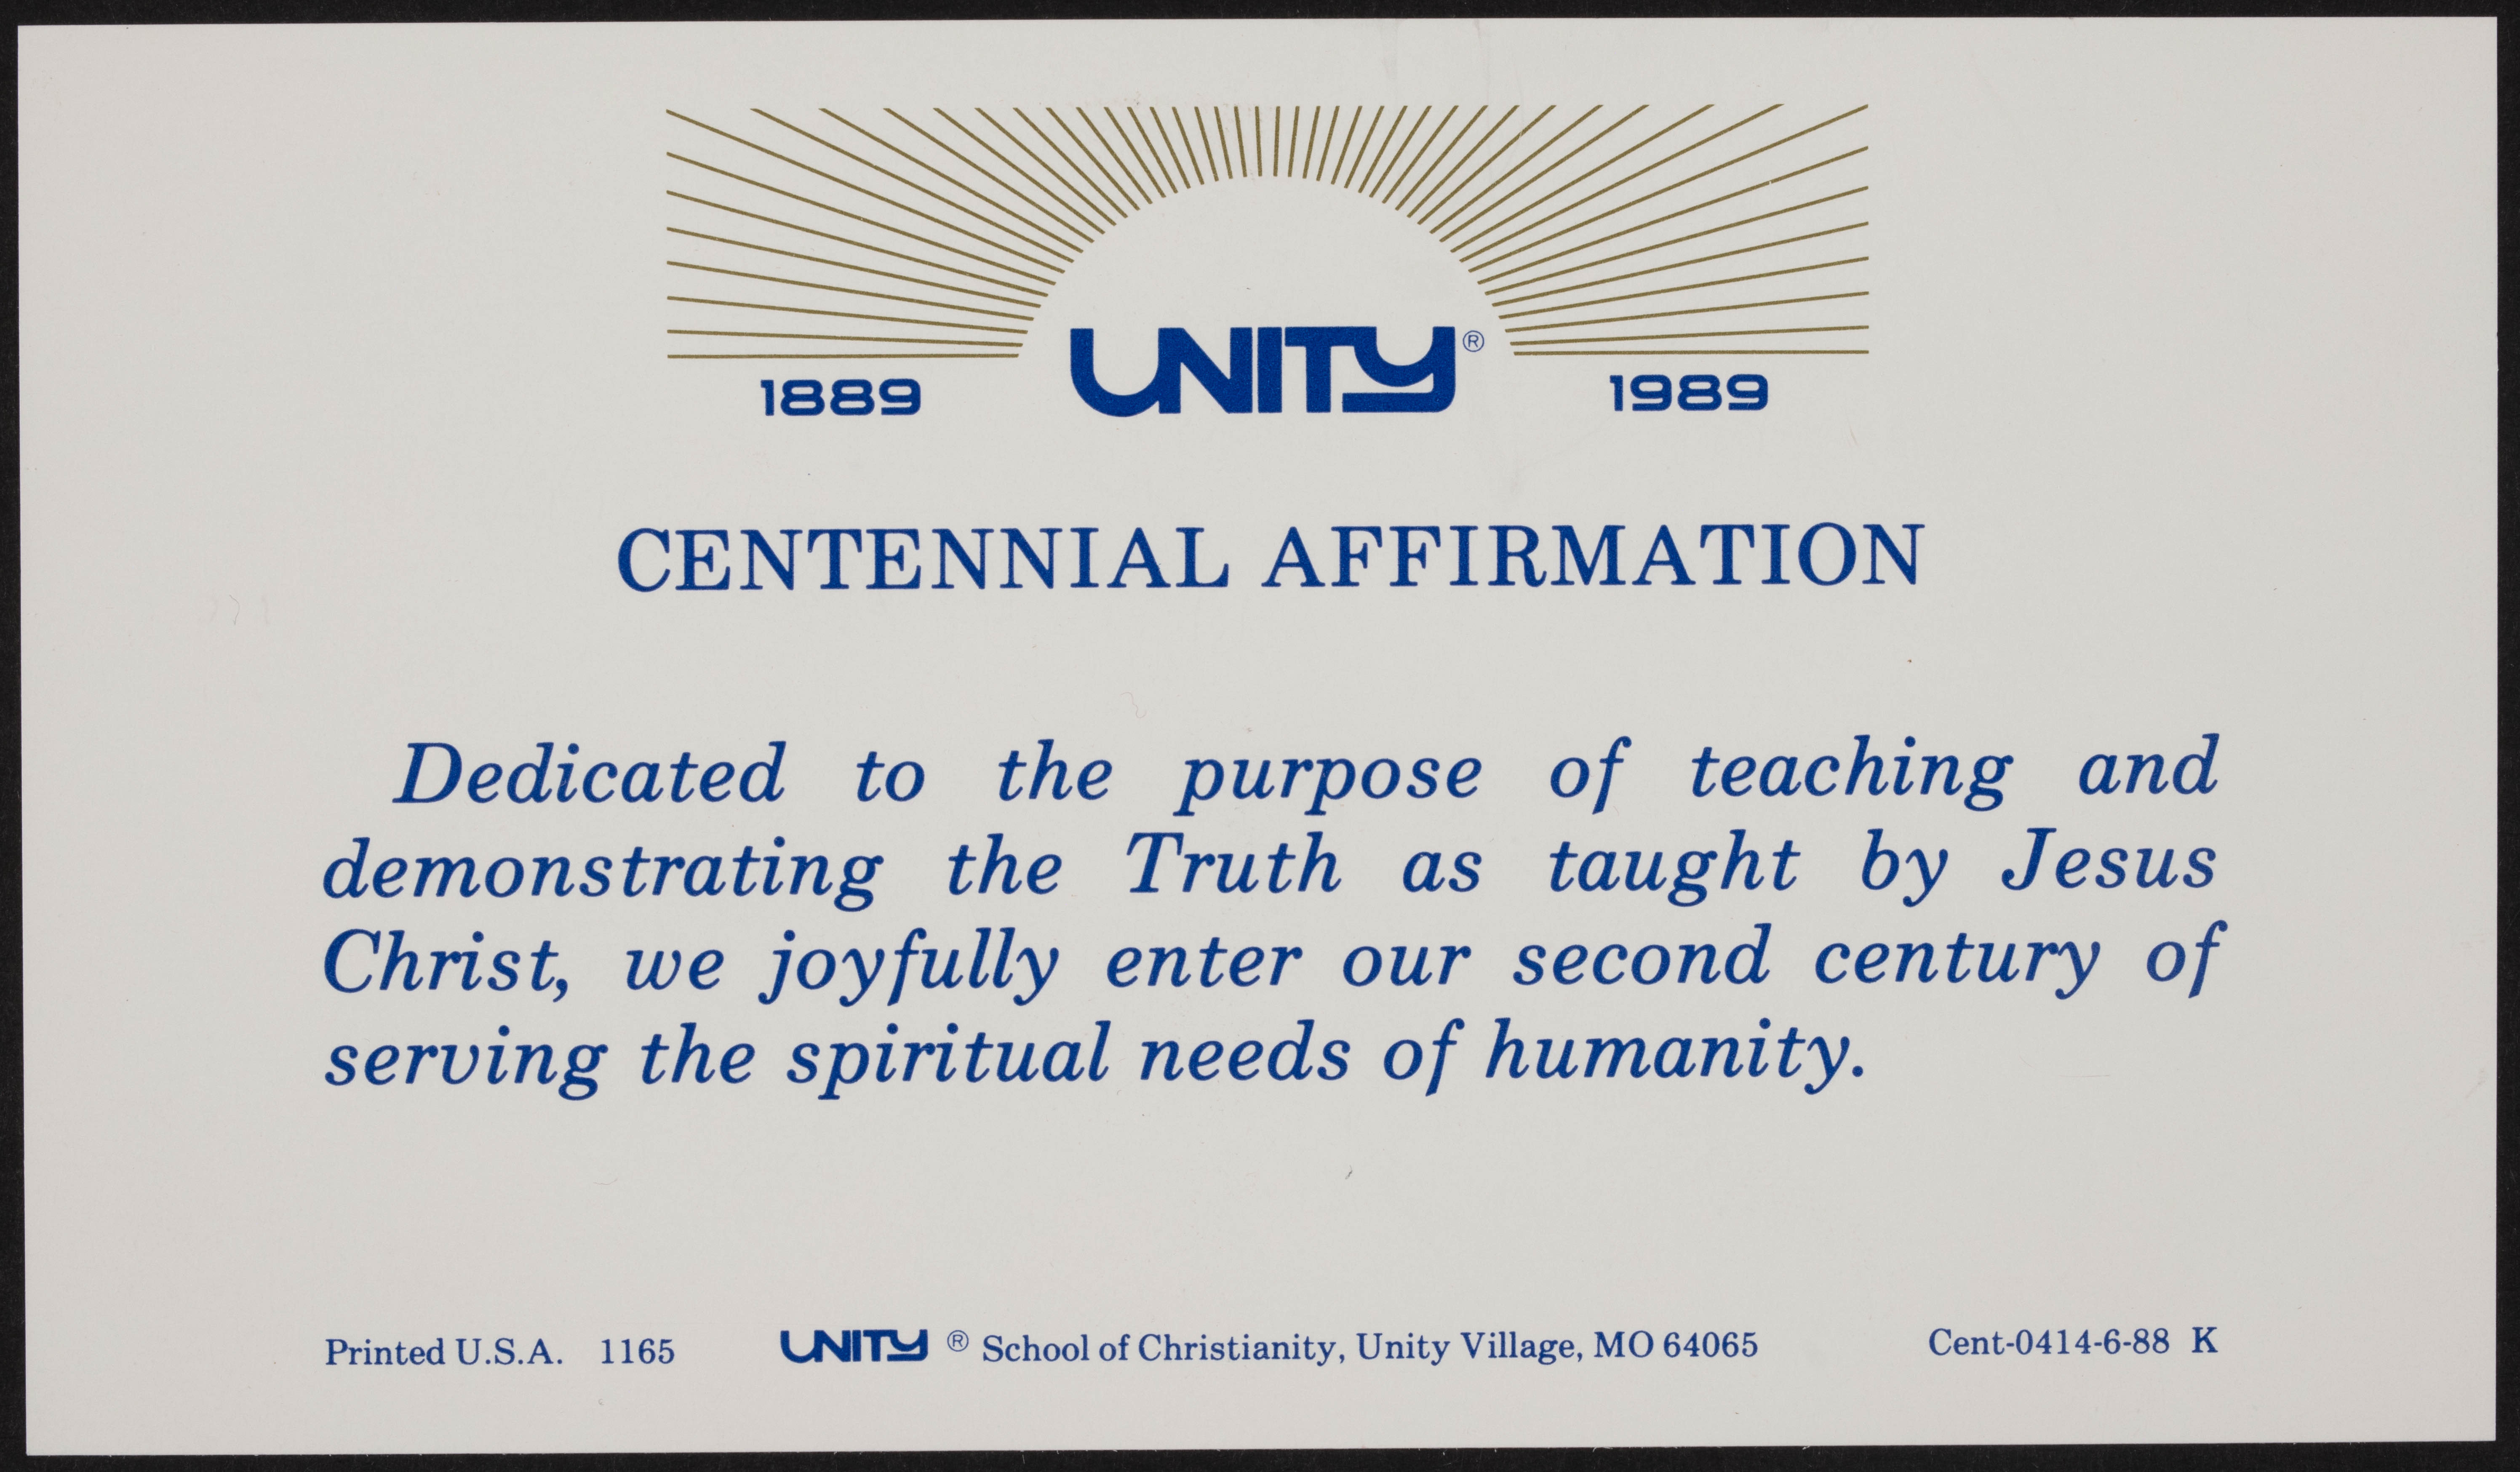 UNITY®
1889 1989
CENTENNIAL AFFIRMATION
Dedicated to the purpose of teaching and
demonstrating the Truth as taught by Jesus
Christ, we joyfully enter our second century of
serving the spiritual needs of humanity.
Printed U.S.A. 1165 UNITY ® School of Christianity, Unity Village, MO 64065 Cent-0414-6-88 K